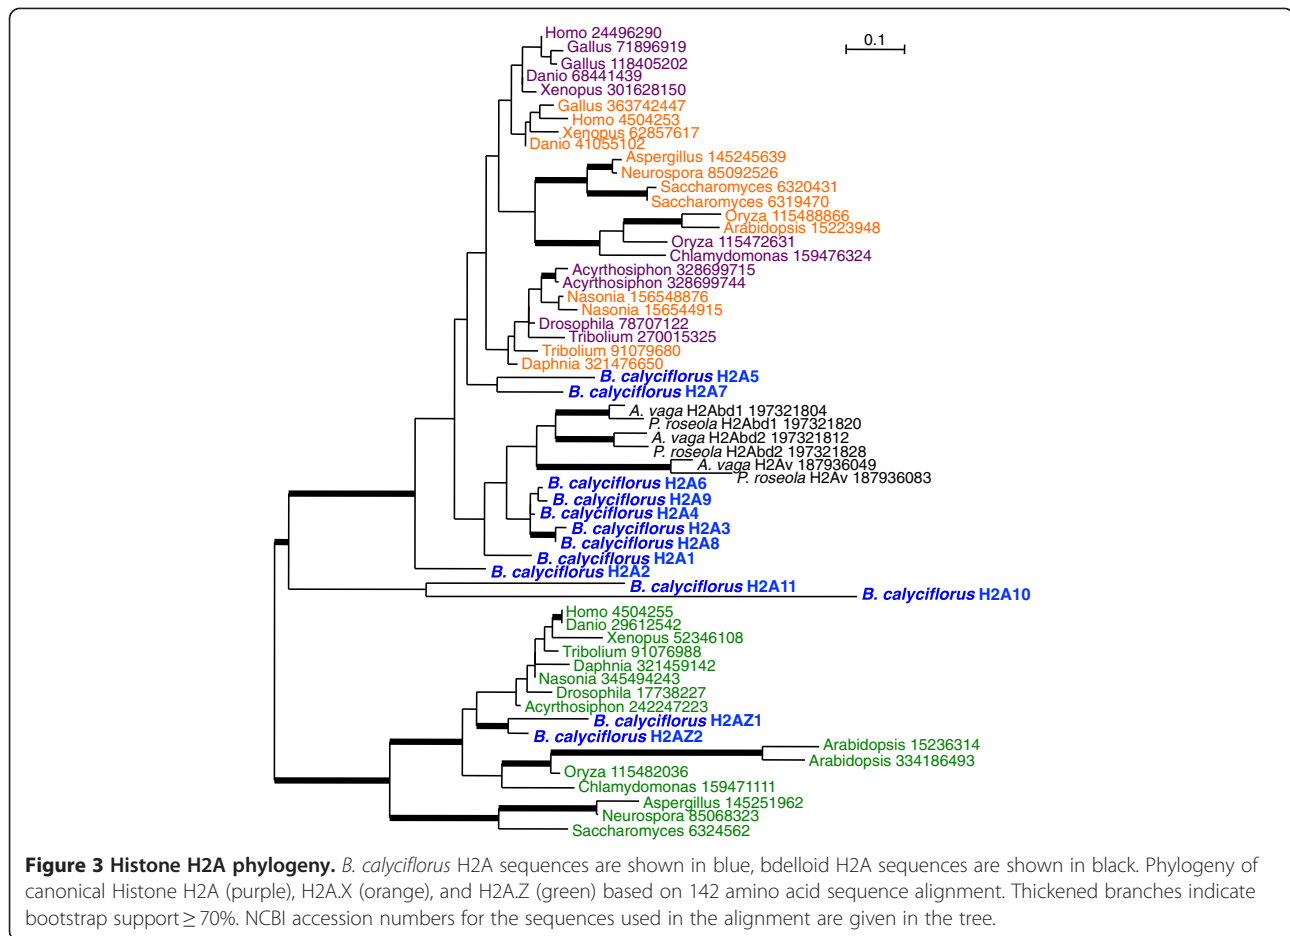 Homo 24496290
0.1
Gallus 71896919
Gallus 118405202
Danio 68441439
Xenopus 301628150
Gallus 363742447
Homo 4504253
Xenopus 62857617
Danio 41055102
Aspergillus 145245639
Neurospora 85092526
Saccharomyces 6320431
Saccharomyces 6319470
Oryza 115488866
Arabidopsis 15223948
Oryza 115472631
Chlamydomonas 159476324
Acyrthosiphon 328699715
Acyrthosiphon 328699744
Nasonia 156548876
Nasonia 156544915
Drosophila 78707122
Tribolium 270015325
Tribolium 91079680
Daphnia 321476650
B. calyciflorus H2A5
B. calyciflorus H2A7
A. vaga H2Abd1 197321804
P. roseola H2Abd1 197321820
A. vaga H2Abd2 197321812
P. roseola H2Abd2 197321828
A. vaga H2Av 187936049
P. roseola H2Av 187936083
B. calyciflorus H2A6
B. calyciflorus H2A9
B. calyciflorus H2A4
B. calyciflorus H2A3
B. calyciflorus H2A8
B. calyciflorus H2A1
B. calyciflorus H2A2
B. calyciflorus H2A11
B. calyciflorus H2A10
Homo 4504255
Danio 29612542
Xenopus 52346108
Tribolium 91076988
Daphnia 321459142
Nasonia 345494243
Drosophila 17738227
Acyrthosiphon 242247223
B. calyciflorus H2AZ1
B. calyciflorus H2AZ2
Arabidopsis 15236314
Arabidopsis 334186493
Oryza 115482036
Chlamydomonas 159471111
Aspergillus 145251962
Neurospora 85068323
Saccharomyces 6324562
Figure 3 Histone H2A phylogeny. B. calyciflorus H2A sequences are shown in blue, bdelloid H2A sequences are shown in black. Phylogeny of
canonical Histone H2A (purple), H2A.X (orange), and H2A.Z (green) based on 142 amino acid sequence alignment. Thickened branches indicate
bootstrap support ≥ 70%. NCBI accession numbers for the sequences used in the alignment are given in the tree.